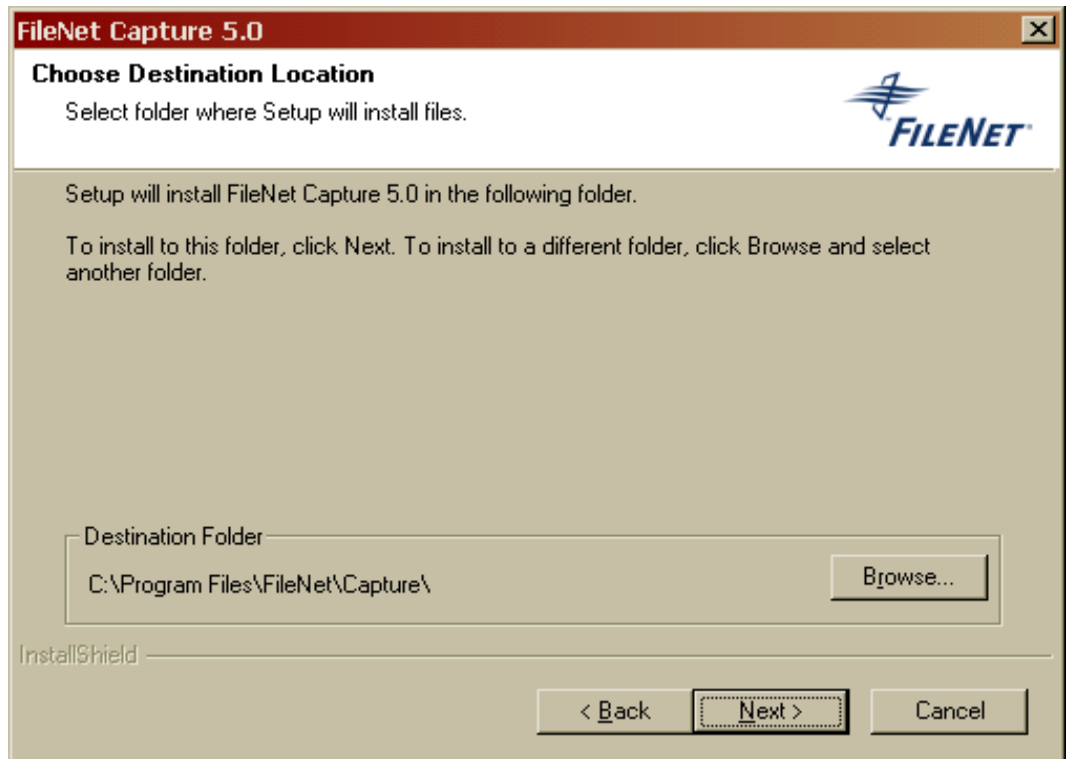 FileNet Capture 5.0
Choose Destination Location
Select folder where Setup will install files.
FILENET
Setup will install FileNet Capture 5.0 in the following folder.
To install to this folder, click Next. To install to a different folder, click Browse and select
another folder.
Destination Folder
C:\Program Files\FileNet\Capture\
Browse...
InstallShield
< Back
Next >
Cancel